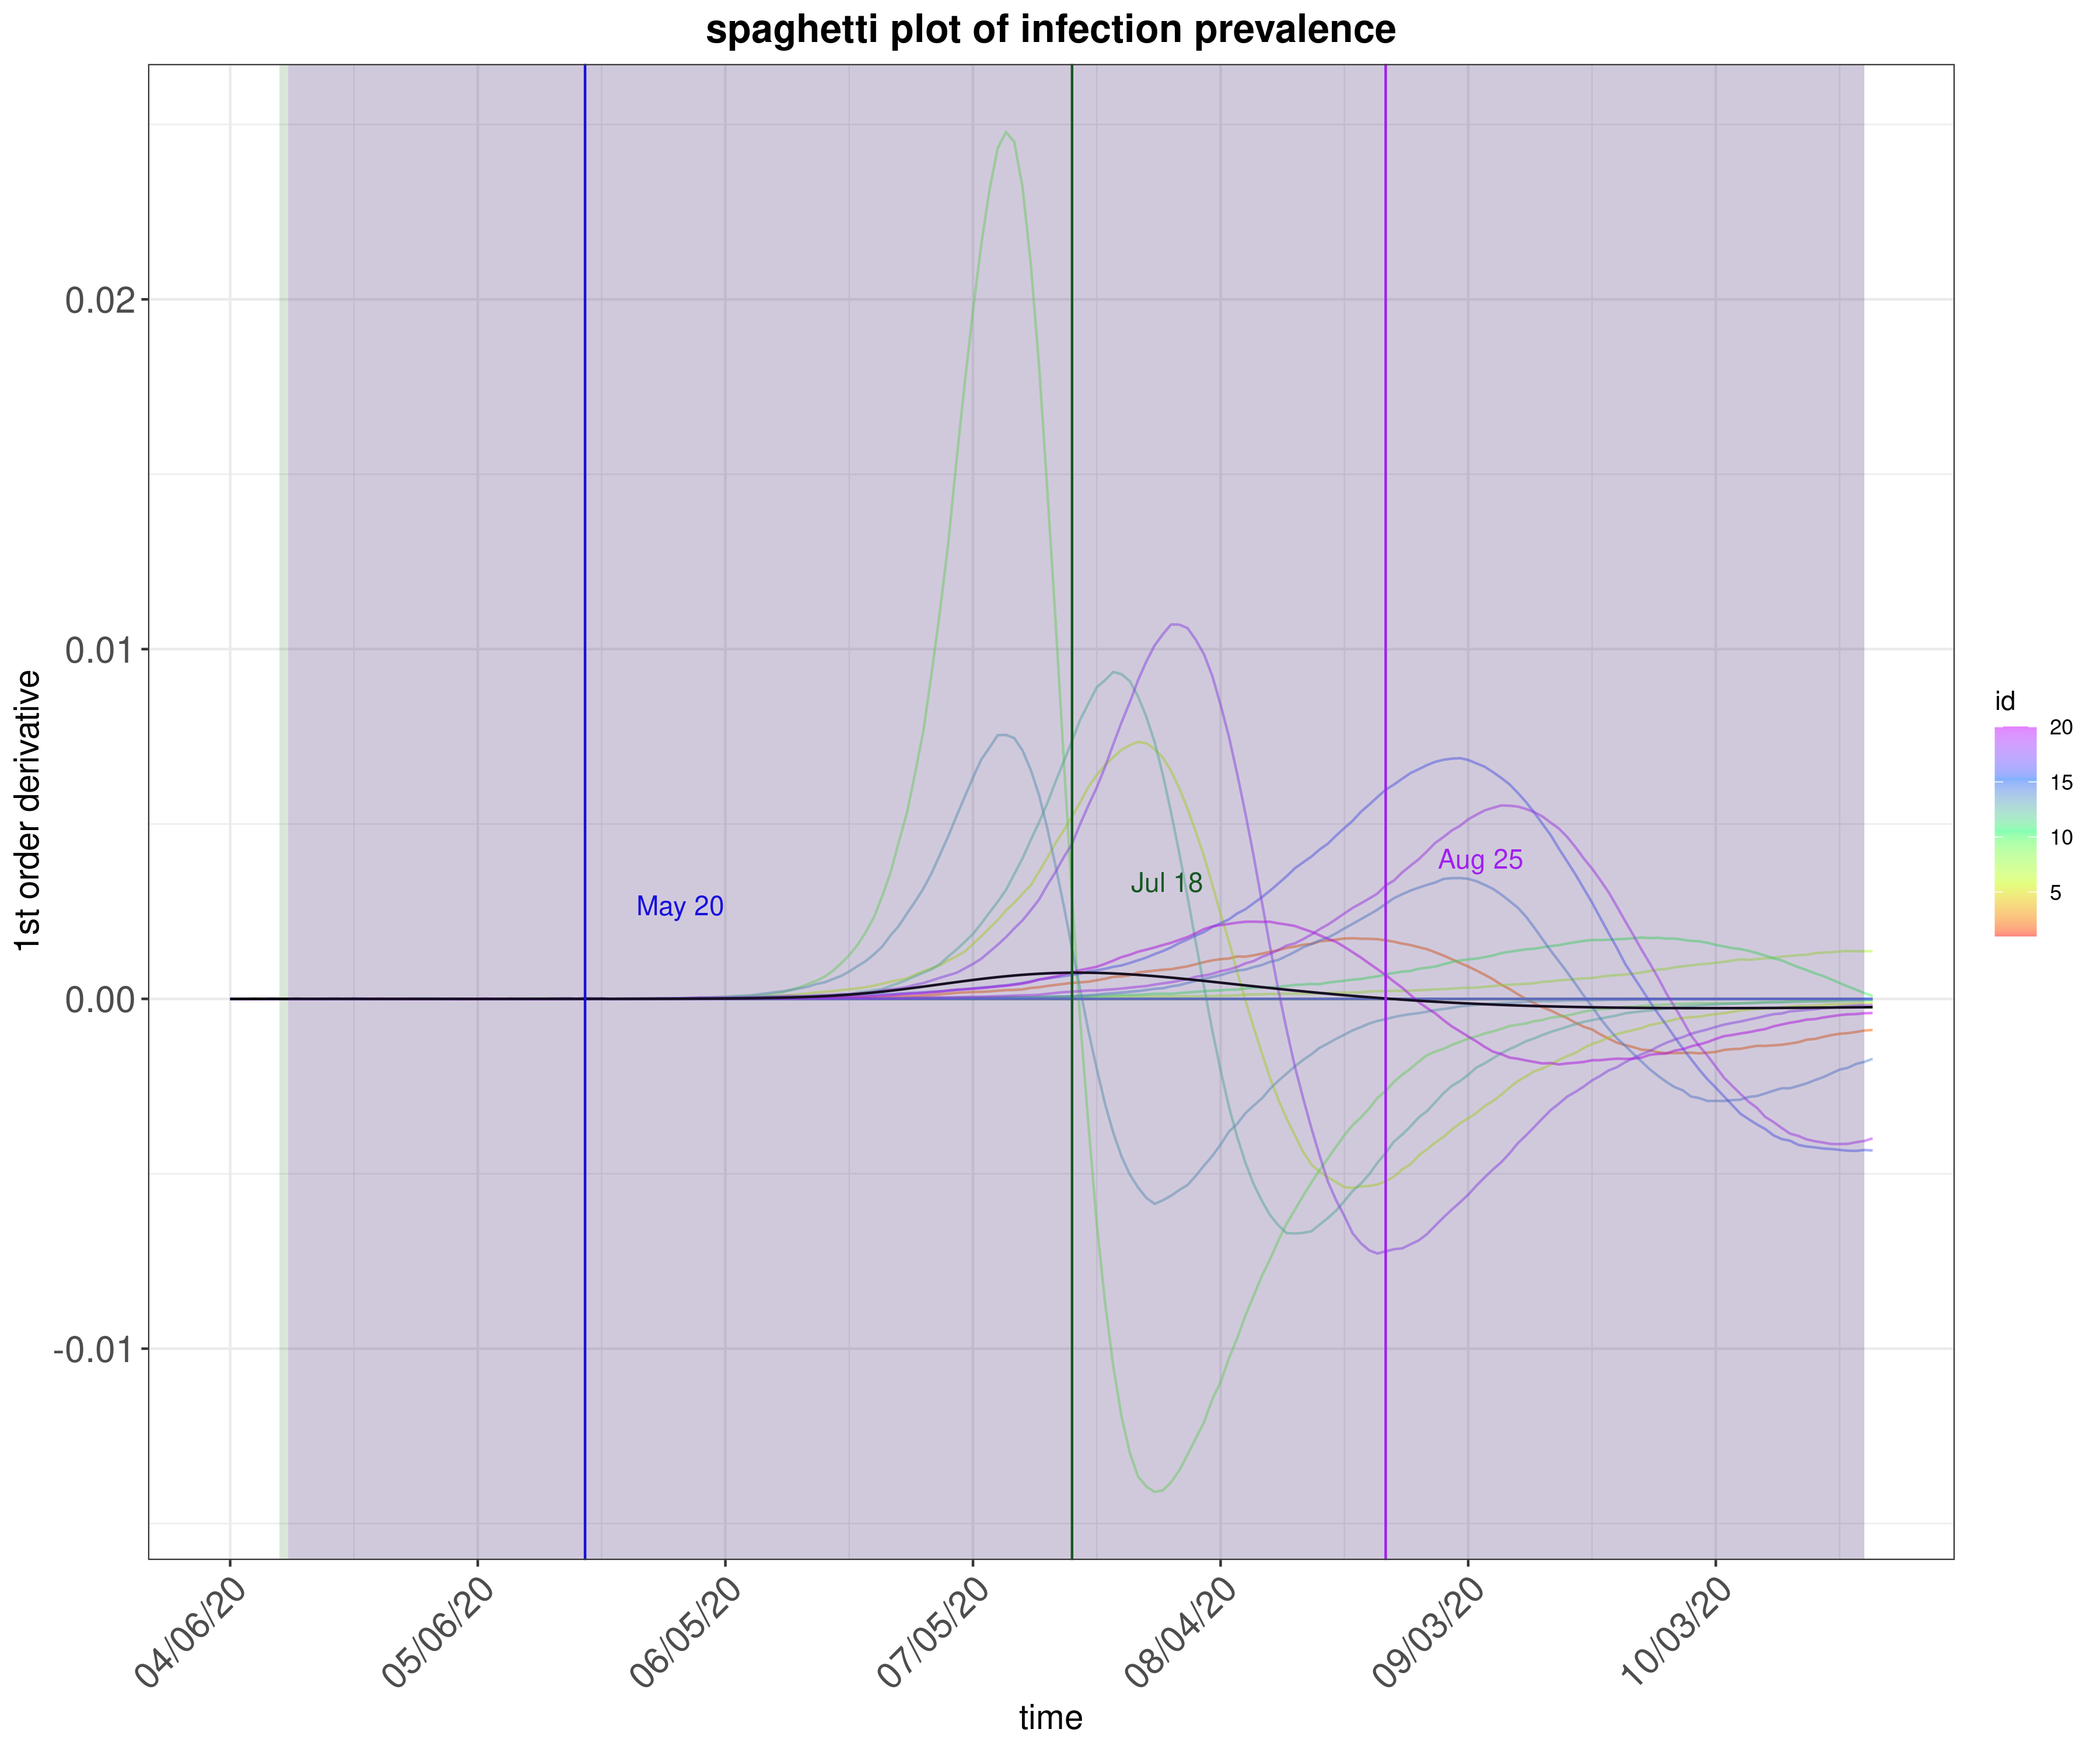 spaghetti plot of infection prevalence
1st order derivative
0.02
0.01
0.00
-0.01
May 20
Jul 18
Aug 25
04/06/20
05/06/20
06/05/20
07/05/20
08/04/20
09/03/20
10/03/20
time
id
20
15
10
5